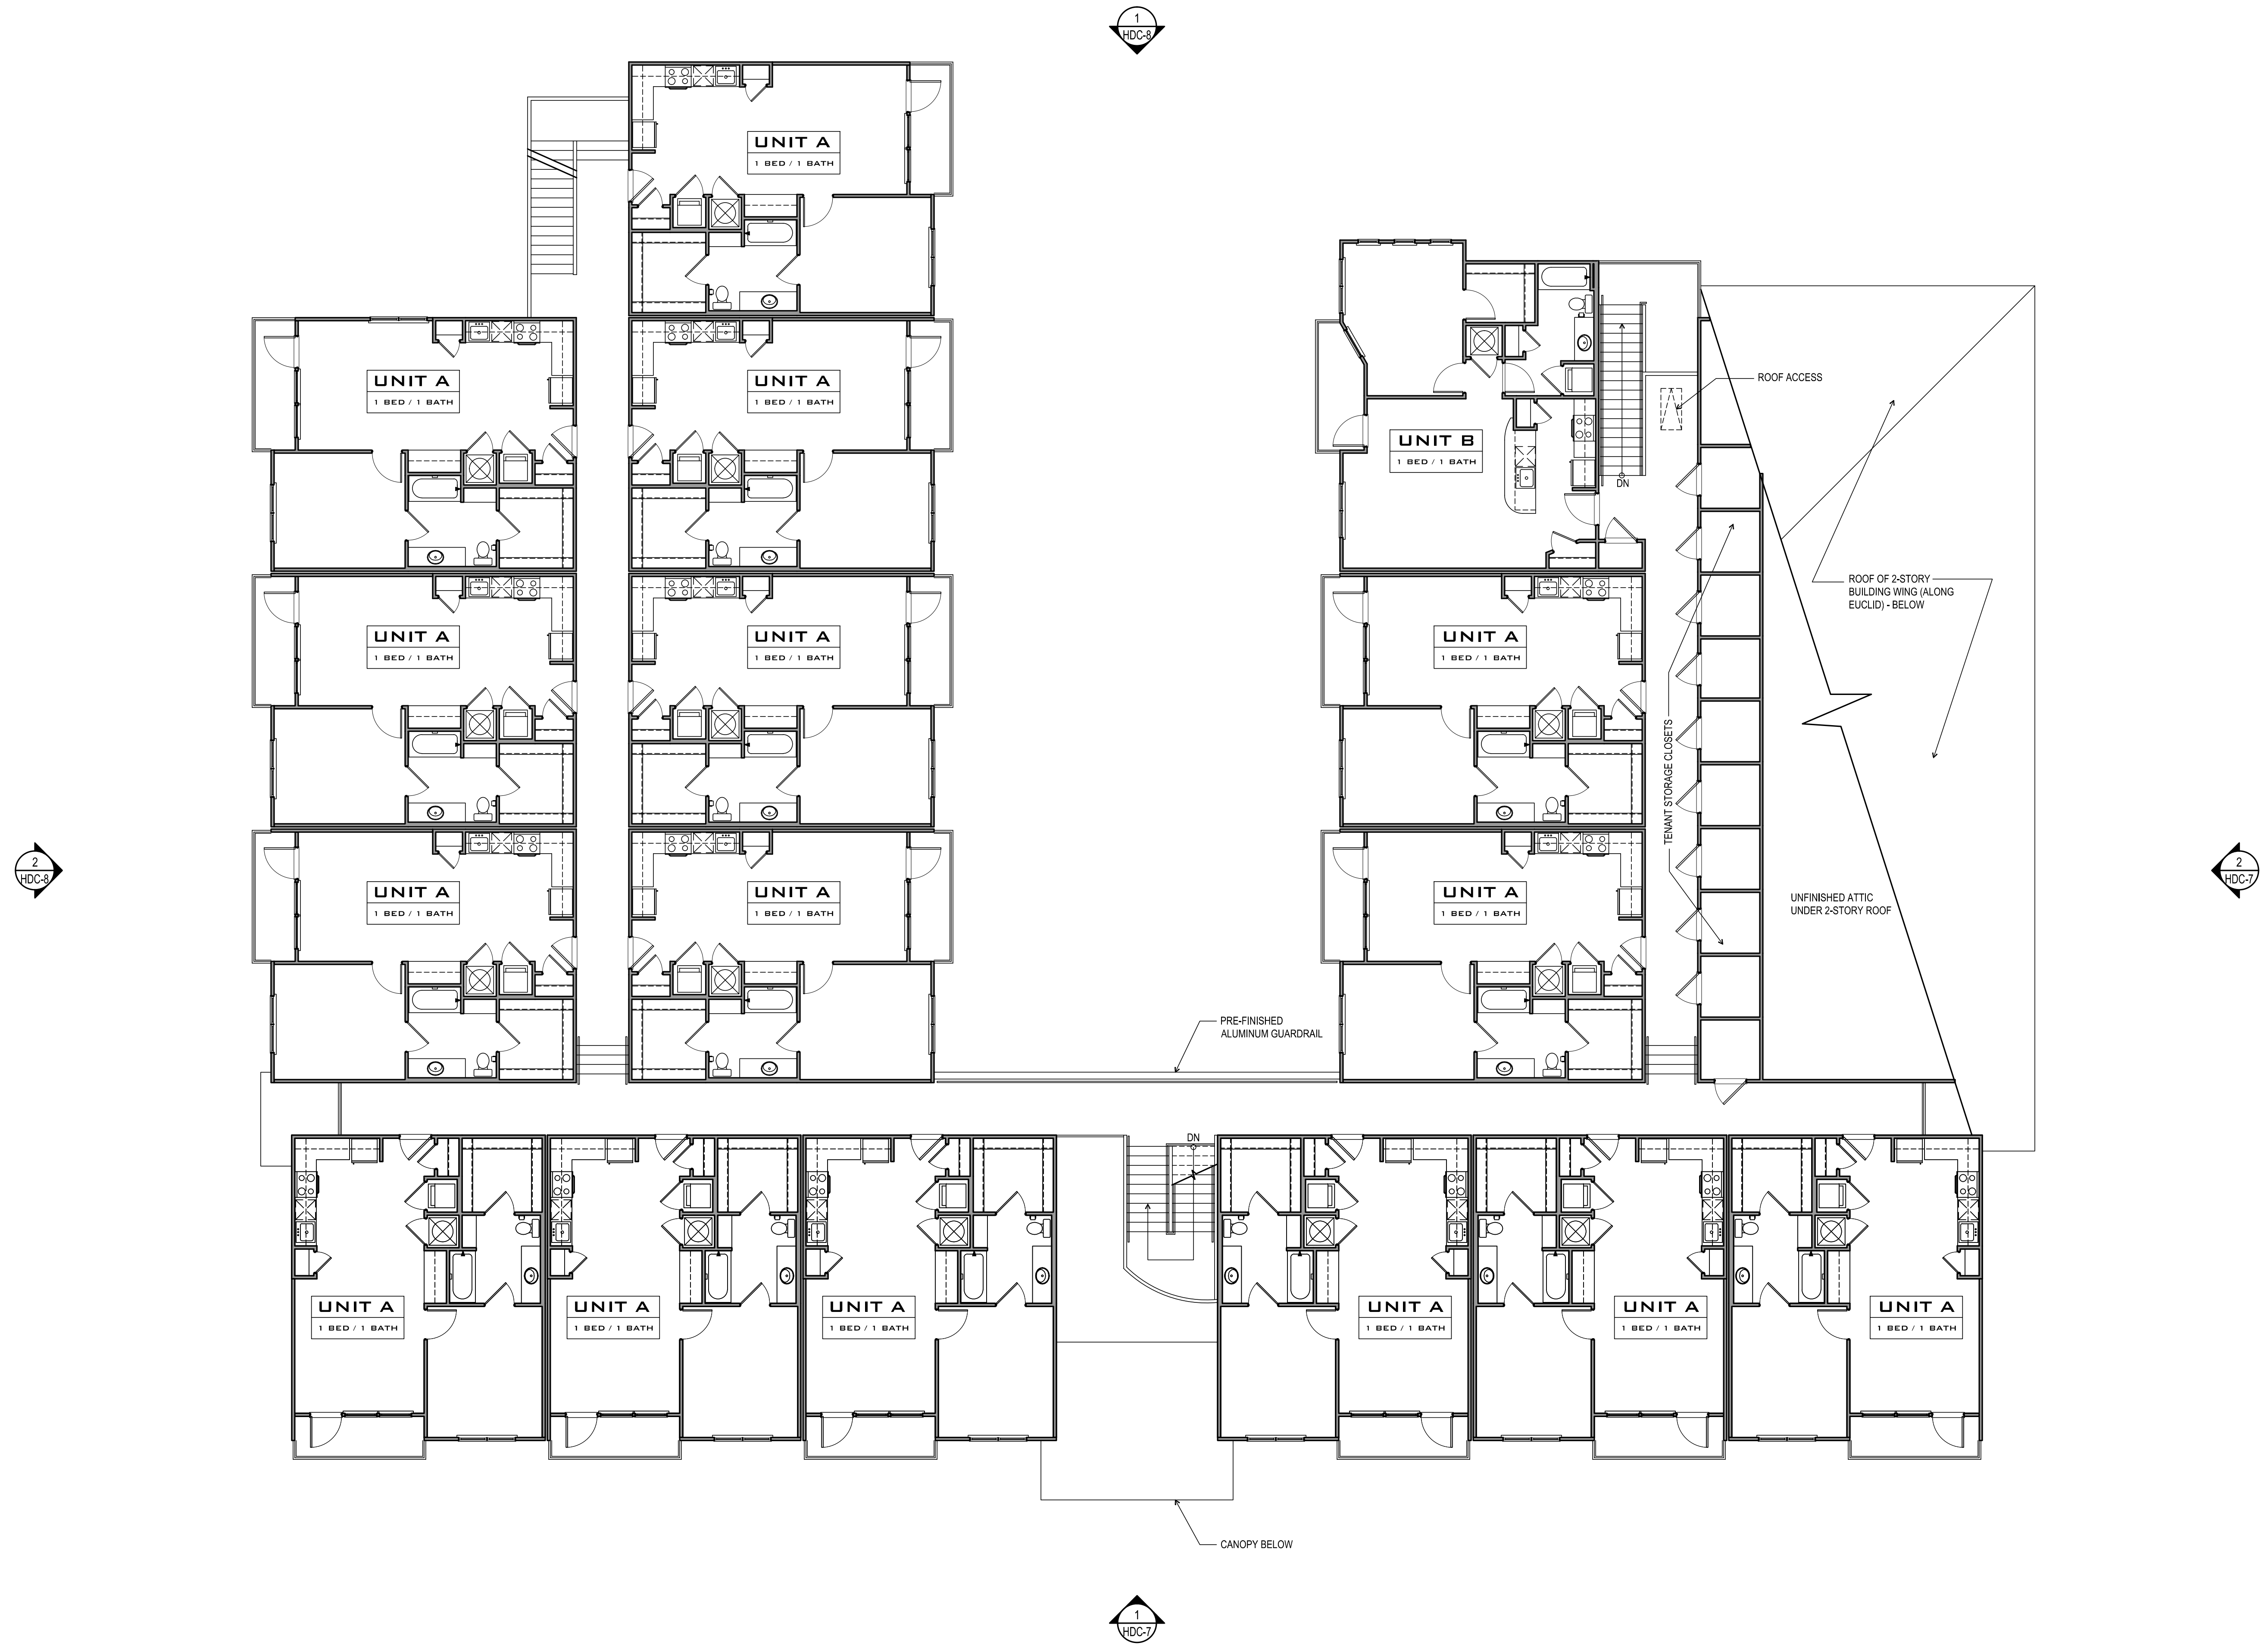 1
HDC-8
UNIT A
1 BED / 1 BATH
UNIT A
1 BED / 1 BATH
UNIT A
1 BED / 1 BATH
ROOF ACCESS
UNIT B
1 BED / 1 BATH
DN
ROOF OF 2-STORY
BUILDING WING (ALONG
EUCLID) - BELOW
UNIT A
1 BED / 1 BATH
UNIT A
1 BED / 1 BATH
UNIT A
1 BED / 1 BATH
TENANT STORAGE CLOSETS
2
HDC-8
UNIT A
1 BED / 1 BATH
UNIT A
1 BED / 1 BATH
UNIT A
1 BED / 1 BATH
UNFINISHED ATTIC
UNDER 2-STORY ROOF
2
HDC-7
PRE-FINISHED
ALUMINUM GUARDRAIL
DN
UNIT A
1 BED / 1 BATH
UNIT A
1 BED / 1 BATH
UNIT A
1 BED / 1 BATH
UNIT A
1 BED / 1 BATH
UNIT A
1 BED / 1 BATH
UNIT A
1 BED / 1 BATH
CANOPY BELOW
1
HDC-7